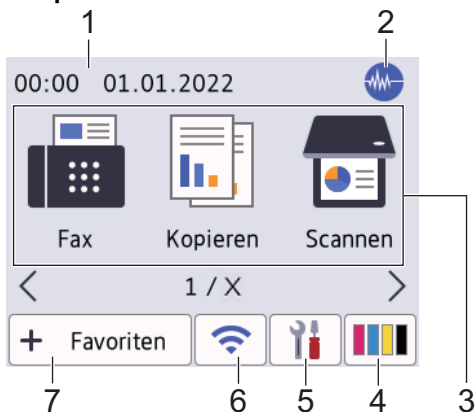 1 2
00:00 01.01.2022
Fax Kopieren Scannen
< 1 / X >
+ Favoriten
7 6 5 4 3